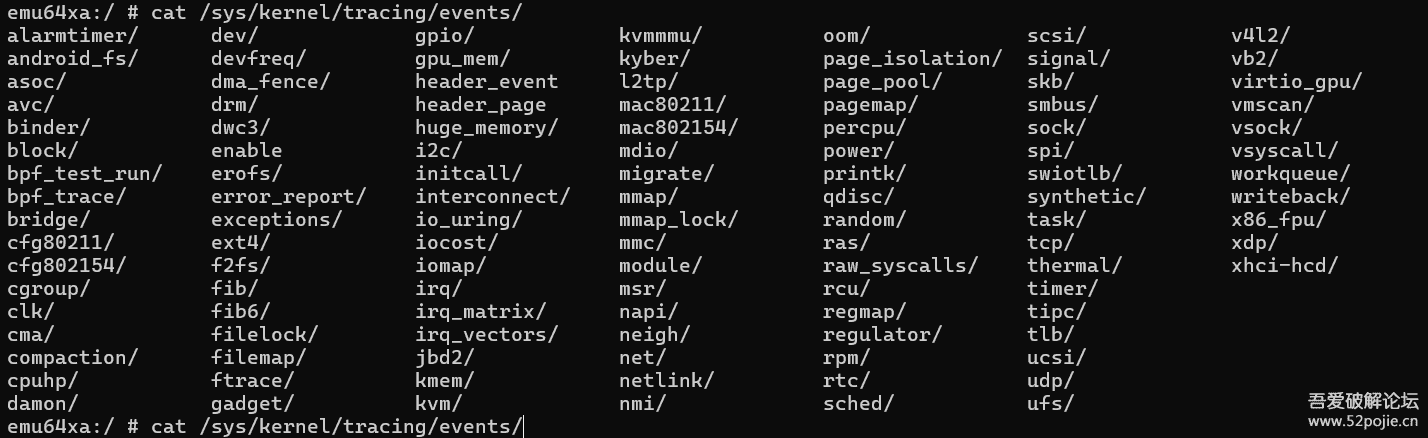 emu64xa:/ # cat /sys/kernel/tracing/events/
alarmtimer/ dev/ gpio/ kvmmmu/ oom/ scsi/ v4l2/
android_fs/ devfreq/ gpu_mem/ kyber/ page_isolation/ signal/ vb2/
asoc/ dma_fence/ header_event l2tp/ page_pool/ skb/ virtio_gpu/
avc/ drm/ header_page mac80211/ pagemap/ smbus/ vmscan/
binder/ dwc3/ huge_memory/ mac802154/ percpu/ sock/ vsock/
block/ enable i2c/ mdio/ power/ spi/ vsyscall/
bpf_test_run/ erofs/ initcall/ migrate/ printk/ swiotlb/ workqueue/
bpf_trace/ error_report/ interconnect/ mmap/ qdisc/ synthetic/ writeback/
bridge/ exceptions/ io_uring/ mmap_lock/ random/ task/ x86_fpu/
cfg80211/ ext4/ iocost/ mmc/ ras/ tcp/ xdp/
cfg802154/ f2fs/ iomap/ module/ raw_syscalls/ thermal/ xhci-hcd/
cgroup/ fib/ irq/ msr/ rcu/ timer/
clk/ fib6/ irq_matrix/ napi/ regmap/ tipc/
cma/ filelock/ irq_vectors/ neigh/ regulator/ tlb/
compaction/ filemap/ jbd2/ net/ rpm/ ucsi/
cpuhp/ ftrace/ kmem/ netlink/ rtc/ udp/
damon/ gadget/ kvm/ nmi/ sched/ ufs/
emu64xa:/ # cat /sys/kernel/tracing/events/
吾爱破解论坛
www.52pojie.cn